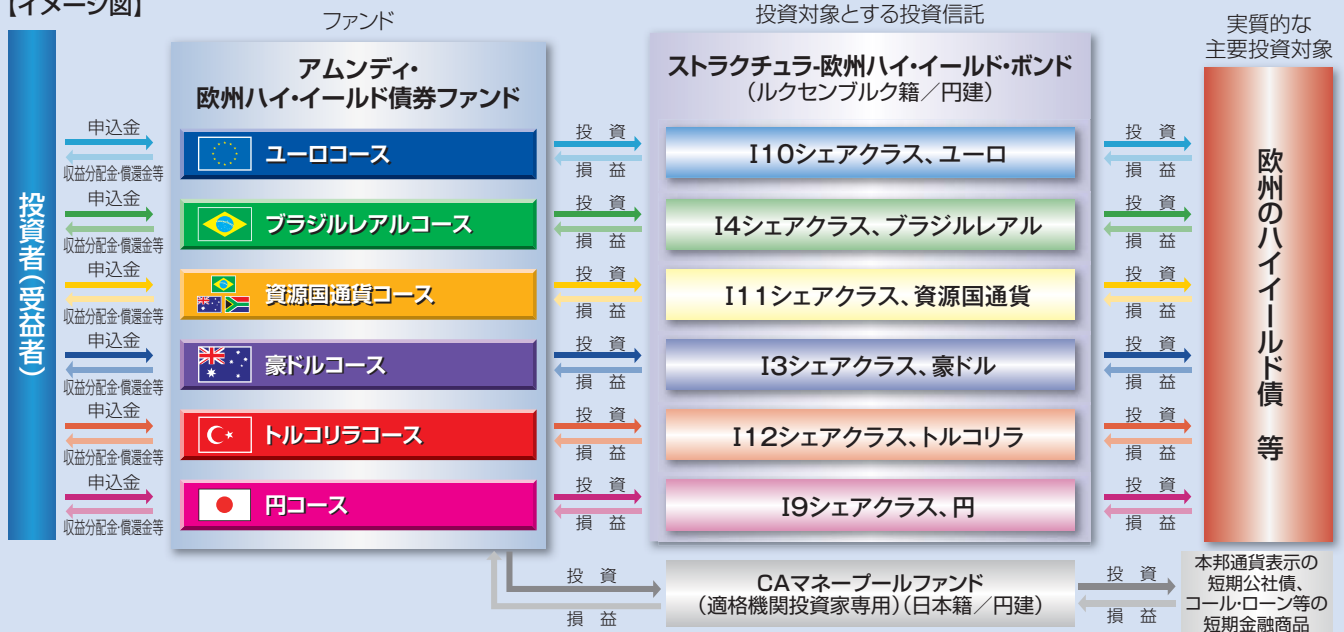 【イメージ図】
ファンド
投資対象とする投資信託
実質的な
主要投資対象
投資者(受益者)
アムンディ・
欧州ハイ・イールド債券ファンド
ストラクチュラ-欧州ハイ・イールド・ボンド
(ルクセンブルク籍／円建)
欧州のハイイールド債 等
申込金
収益分配金・償還金等
ユーロコース
投 資
損 益
I10シェアクラス、ユーロ
投 資
損 益
申込金
収益分配金・償還金等
ブラジルレアルコース
投 資
損 益
I4シェアクラス、ブラジルレアル
投 資
損 益
申込金
収益分配金・償還金等
資源国通貨コース
投 資
損 益
I11シェアクラス、資源国通貨
投 資
損 益
申込金
収益分配金・償還金等
豪ドルコース
投 資
損 益
I3シェアクラス、豪ドル
投 資
損 益
申込金
収益分配金・償還金等
トルコリラコース
投 資
損 益
I12シェアクラス、トルコリラ
投 資
損 益
申込金
収益分配金・償還金等
円コース
投 資
損 益
I9シェアクラス、円
投 資
損 益
投 資
損 益
CAマネープールファンド
(適格機関投資家専用)(日本籍／円建)
投 資
損 益
本邦通貨表示の
短期公社債、
コール・ローン等の
短期金融商品